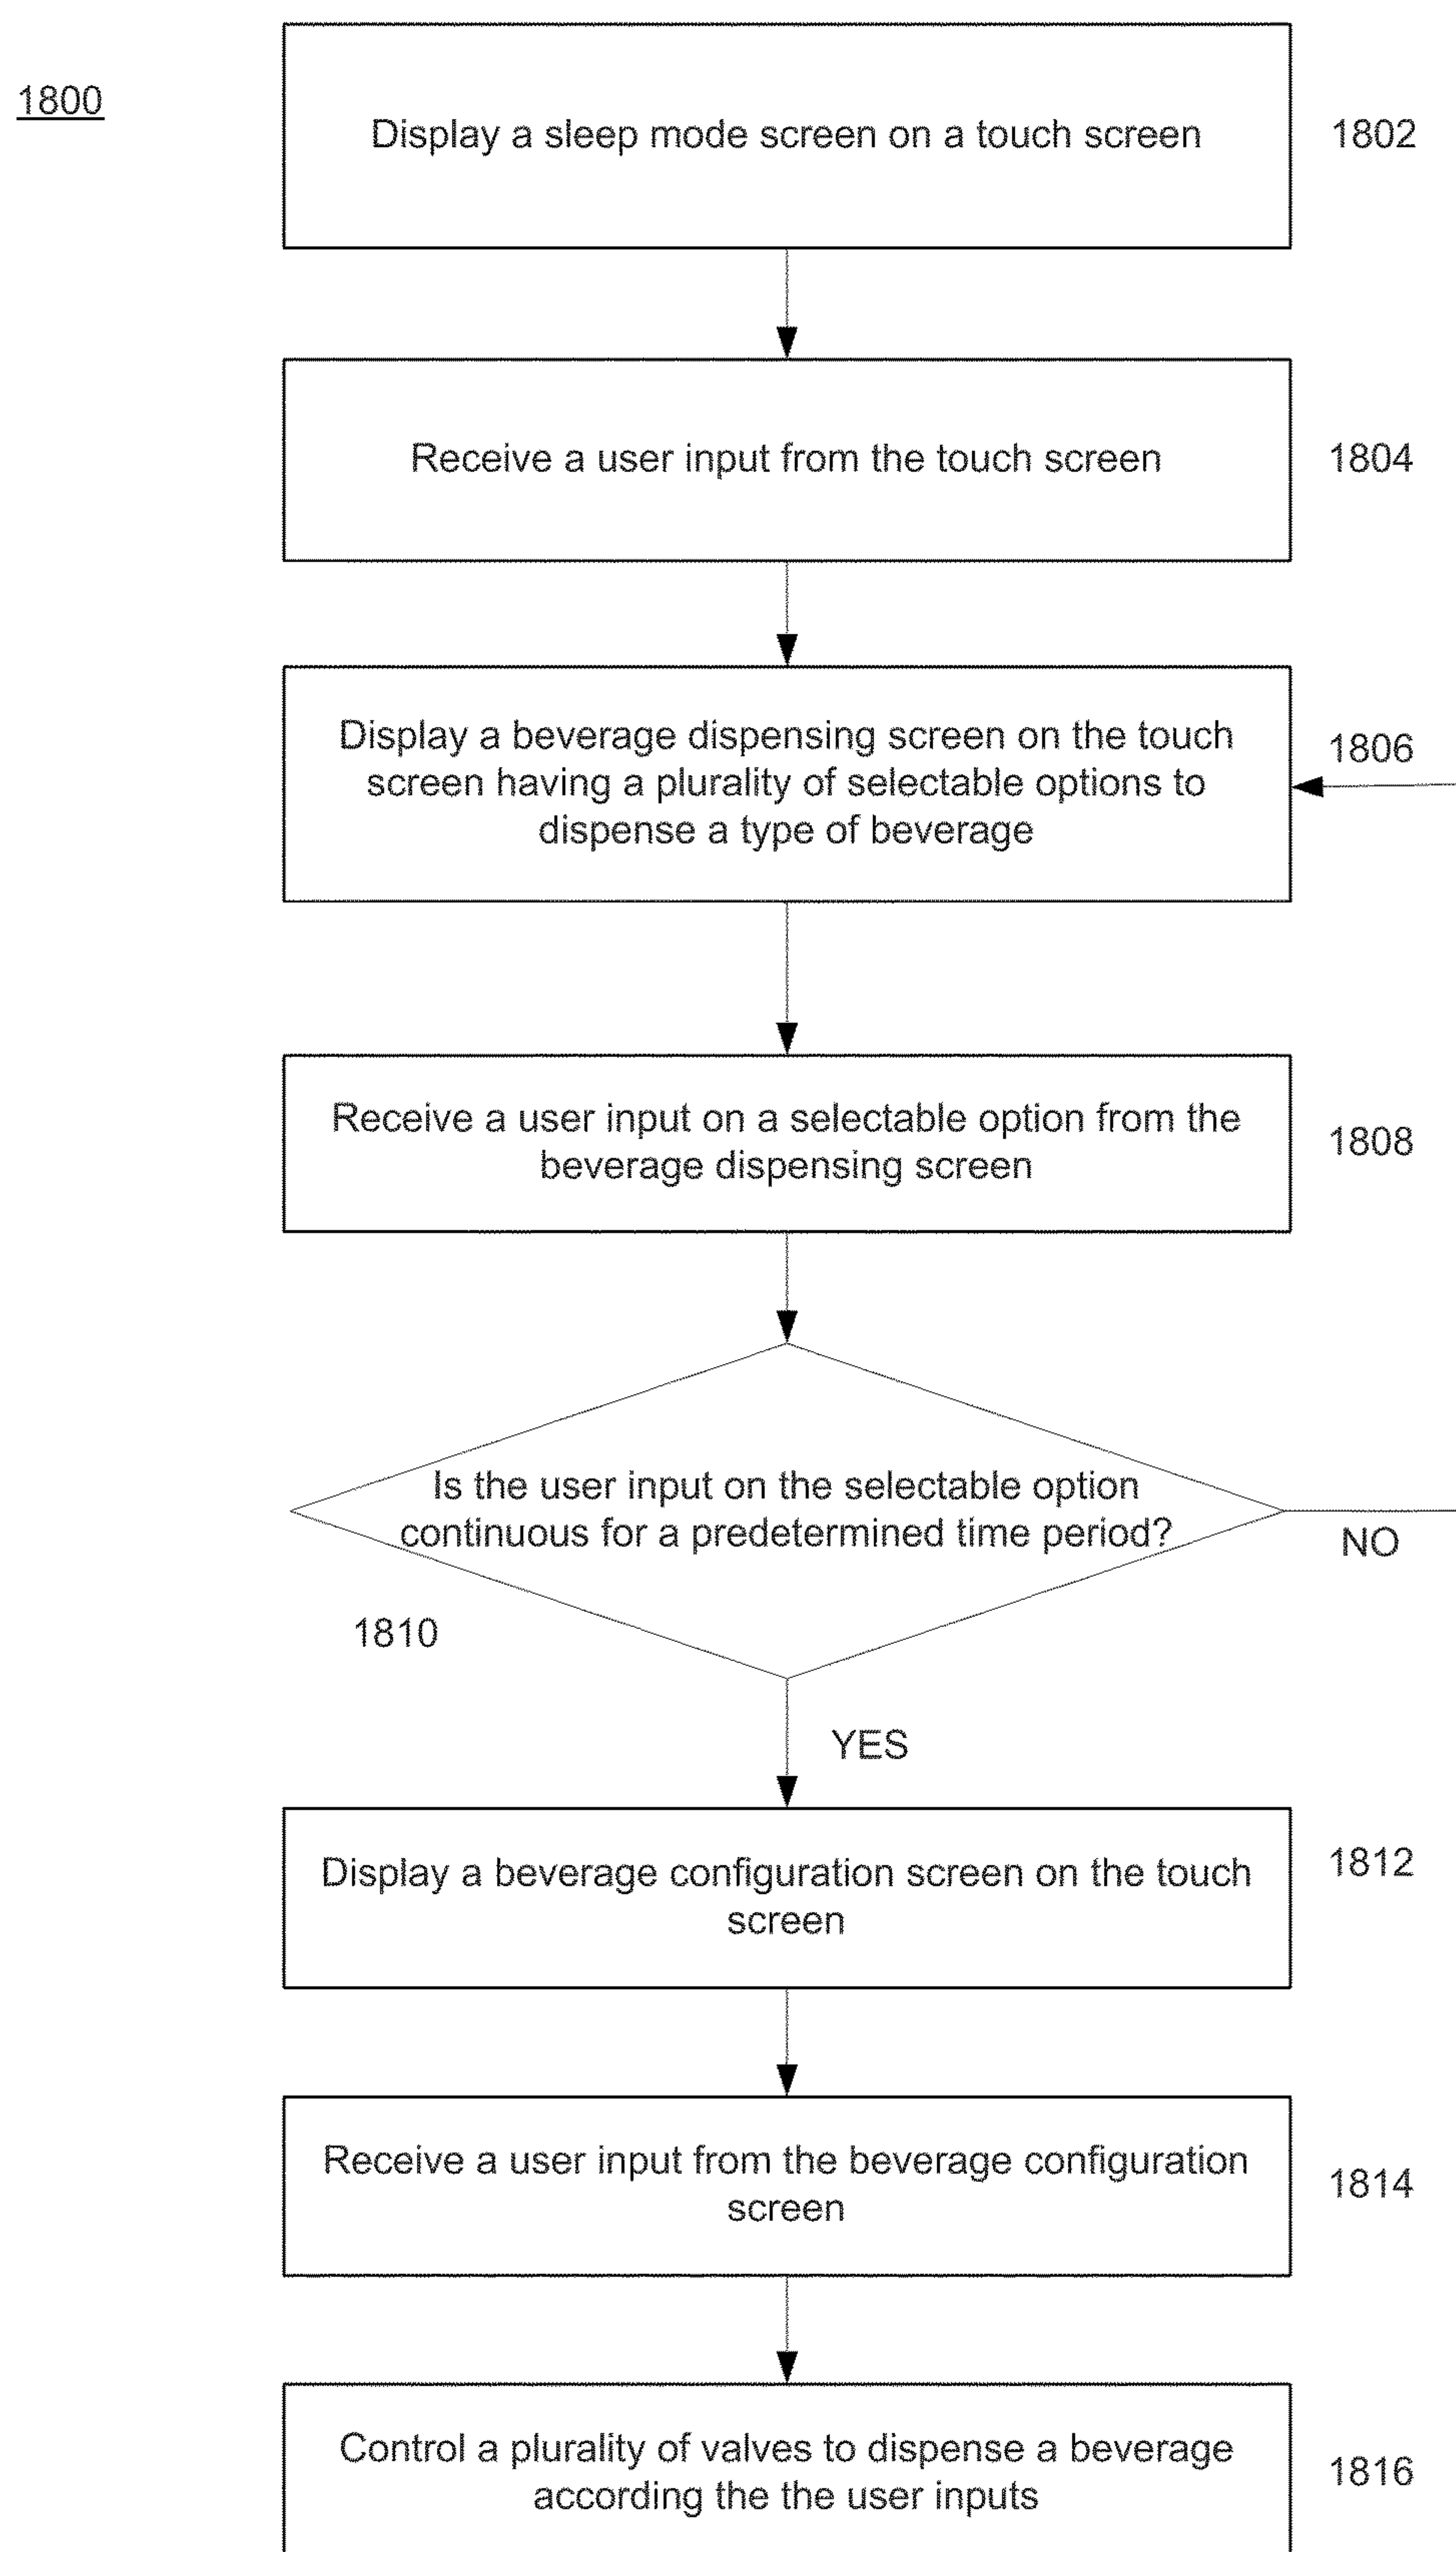 1800
Display a sleep mode screen on a touch screen
1802
Receive a user input from the touch screen
1804
Display a beverage dispensing screen on the touch
screen having a plurality of selectable options to
dispense a type of beverage
1806
Receive a user input on a selectable option from the
beverage dispensing screen
1808
Is the user input on the selectable option
continuous for a predetermined time period?
NO
1810
YES
Display a beverage configuration screen on the touch
screen
1812
Receive a user input from the beverage configuration
screen
1814
Control a plurality of valves to dispense a beverage
according the the user inputs
1816